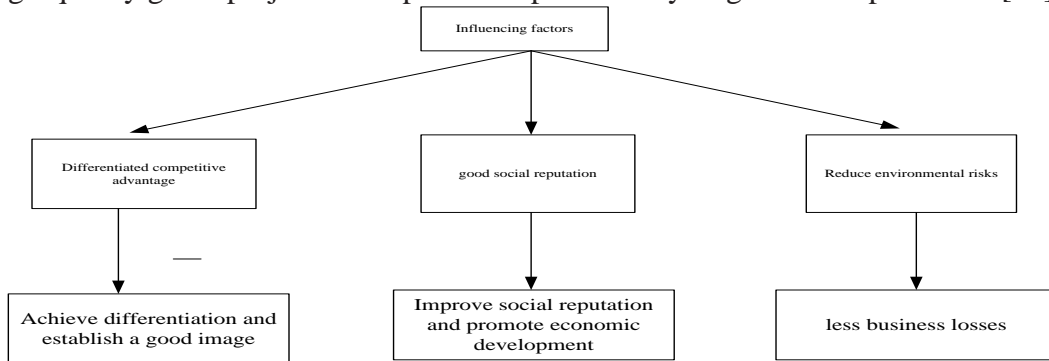 Influencing factors
Differentiated competitive
advantage
good social reputation
Reduce environmental risks
Achieve differentiation and
establish a good image
Improve social reputation
and promote economic
development
less business losses